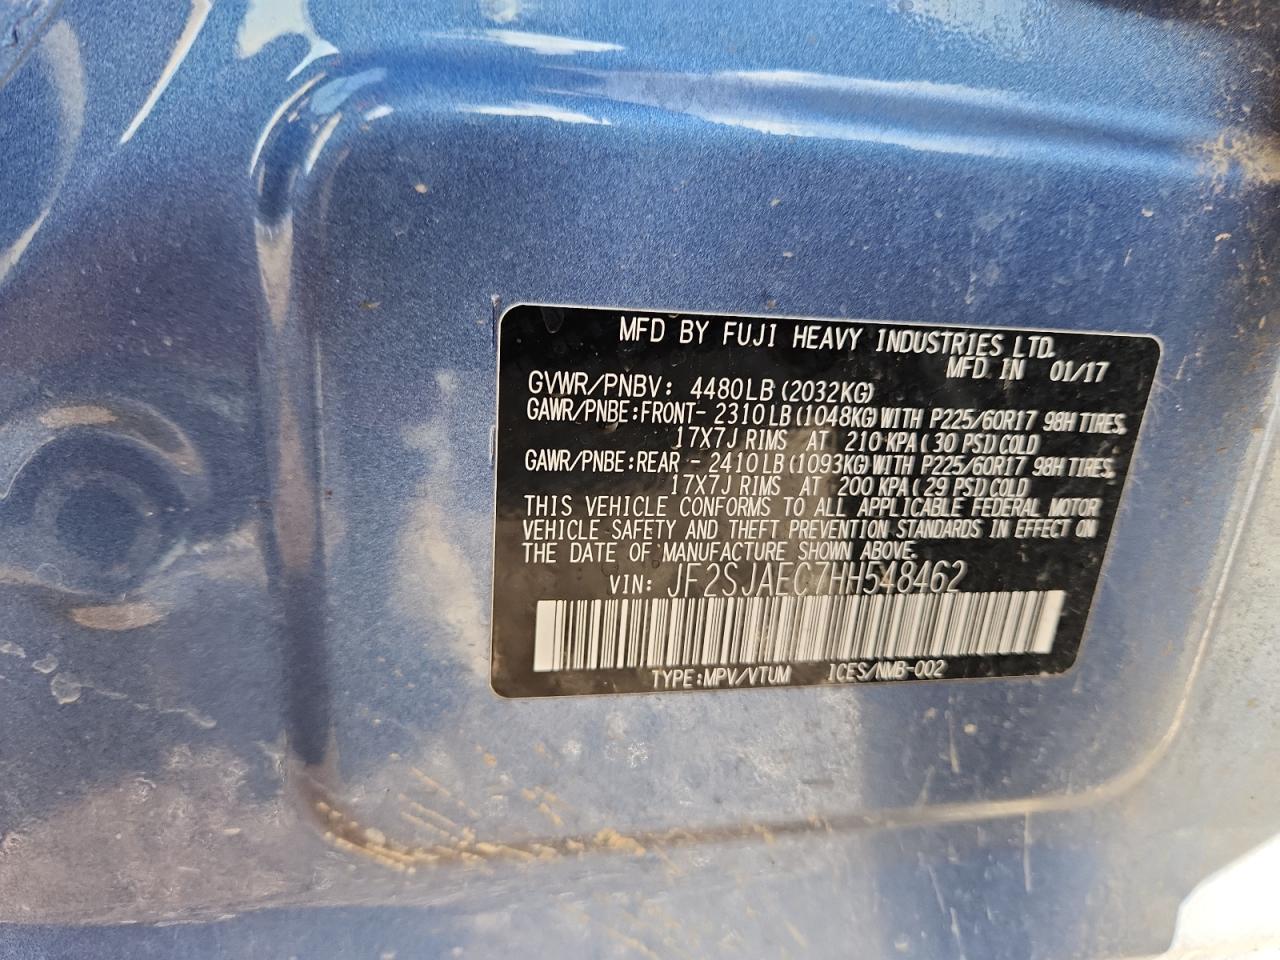 MFD BY FUJI HEAVY INDUSTRIES LTD.
MFD IN 01/17
GVWR/PNBV: 4480LB (2032KG)
GAWR/PNBE:FRONT- 2310LB (1048KG) WITH P225/60R17 98H TIRES,
17X7J RIMS AT 210 KPA ( 30 PSI) COLD
GAWR/PNBE:REAR - 2410LB (1093KG) WITH P225/60R17 98H TIRES,
17X7J RIMS AT 200 KPA ( 29 PSI) COLD
THIS VEHICLE CONFORMS TO ALL APPLICABLE FEDERAL MOTOR
VEHICLE SAFETY AND THEFT PREVENTION STANDARDS IN EFFECT ON
THE DATE OF MANUFACTURE SHOWN ABOVE.
VIN: JF2SJAEC7HH548462
TYPE:MPV/VTUM ICES/NMB-002